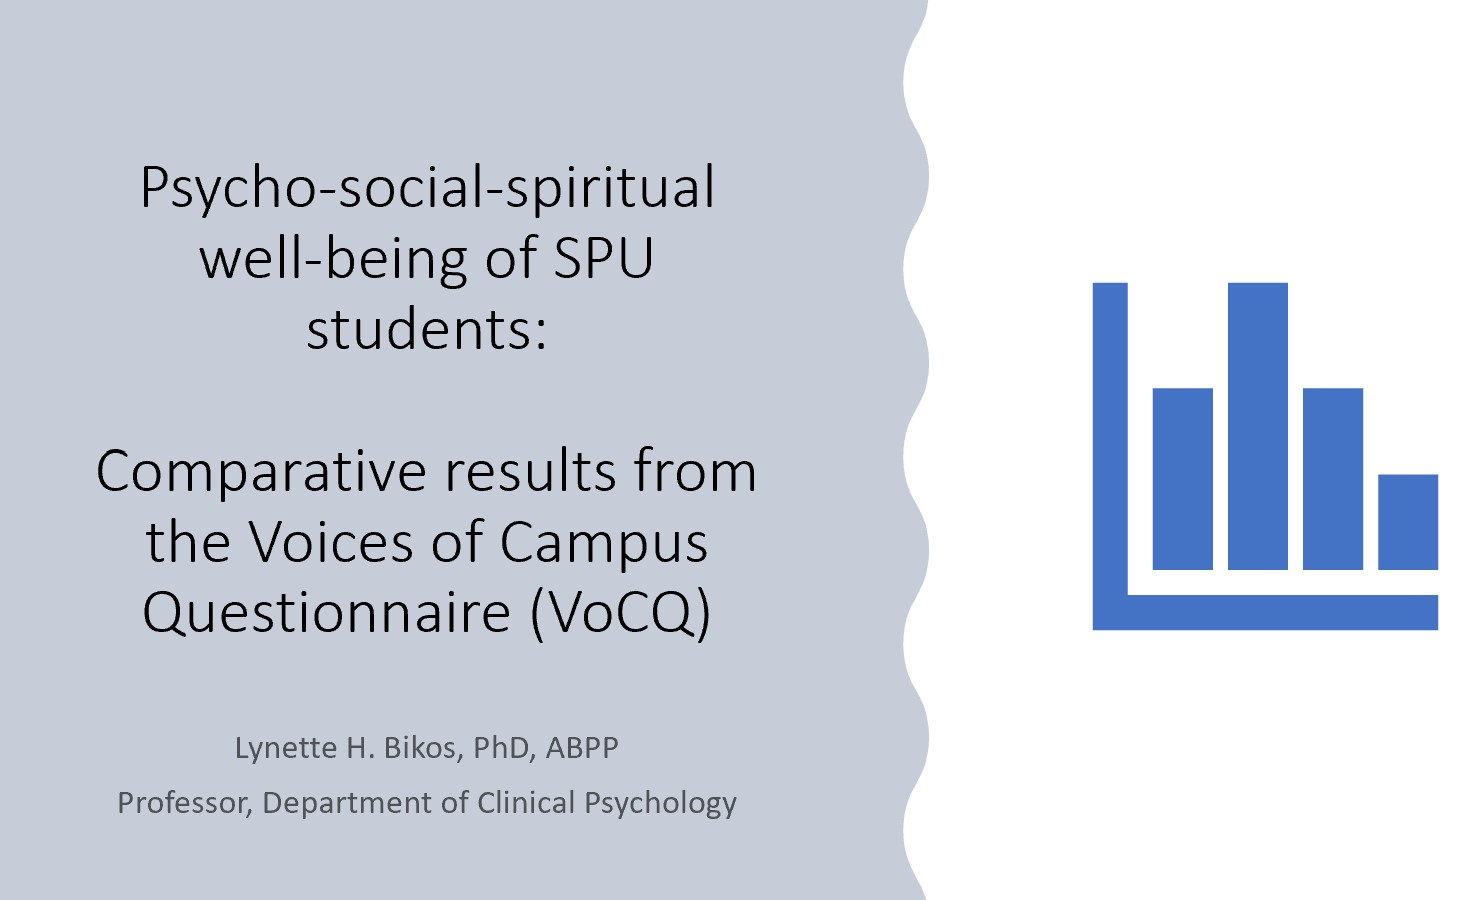 Psycho-social-spiritual
well-being of SPU
students:
Comparative results from
the Voices of Campus
Questionnaire (VoCQ)
Lynette H. Bikos, PhD, ABPP
Professor, Department of Clinical Psychology